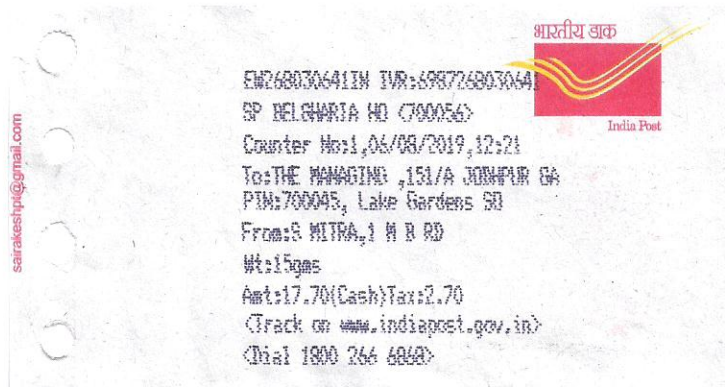 भारतीय डाक
India Post
EW268030641IN IVR:6987268030641
SP BELGHARIA HO <700056>
Counter No:1,06/08/2019,12:21
To:THE MANAGING ,151/A JODHPUR GA
PIN:700045, Lake Gardens SO
From:S MITRA,1 M B RD
Wt:15gms
Amt:17.70(Cash)Tax:2.70
<Track on www.indiapost.gov.in>
<Dial 1800 266 6868>
sairakeshpt@gmail.com